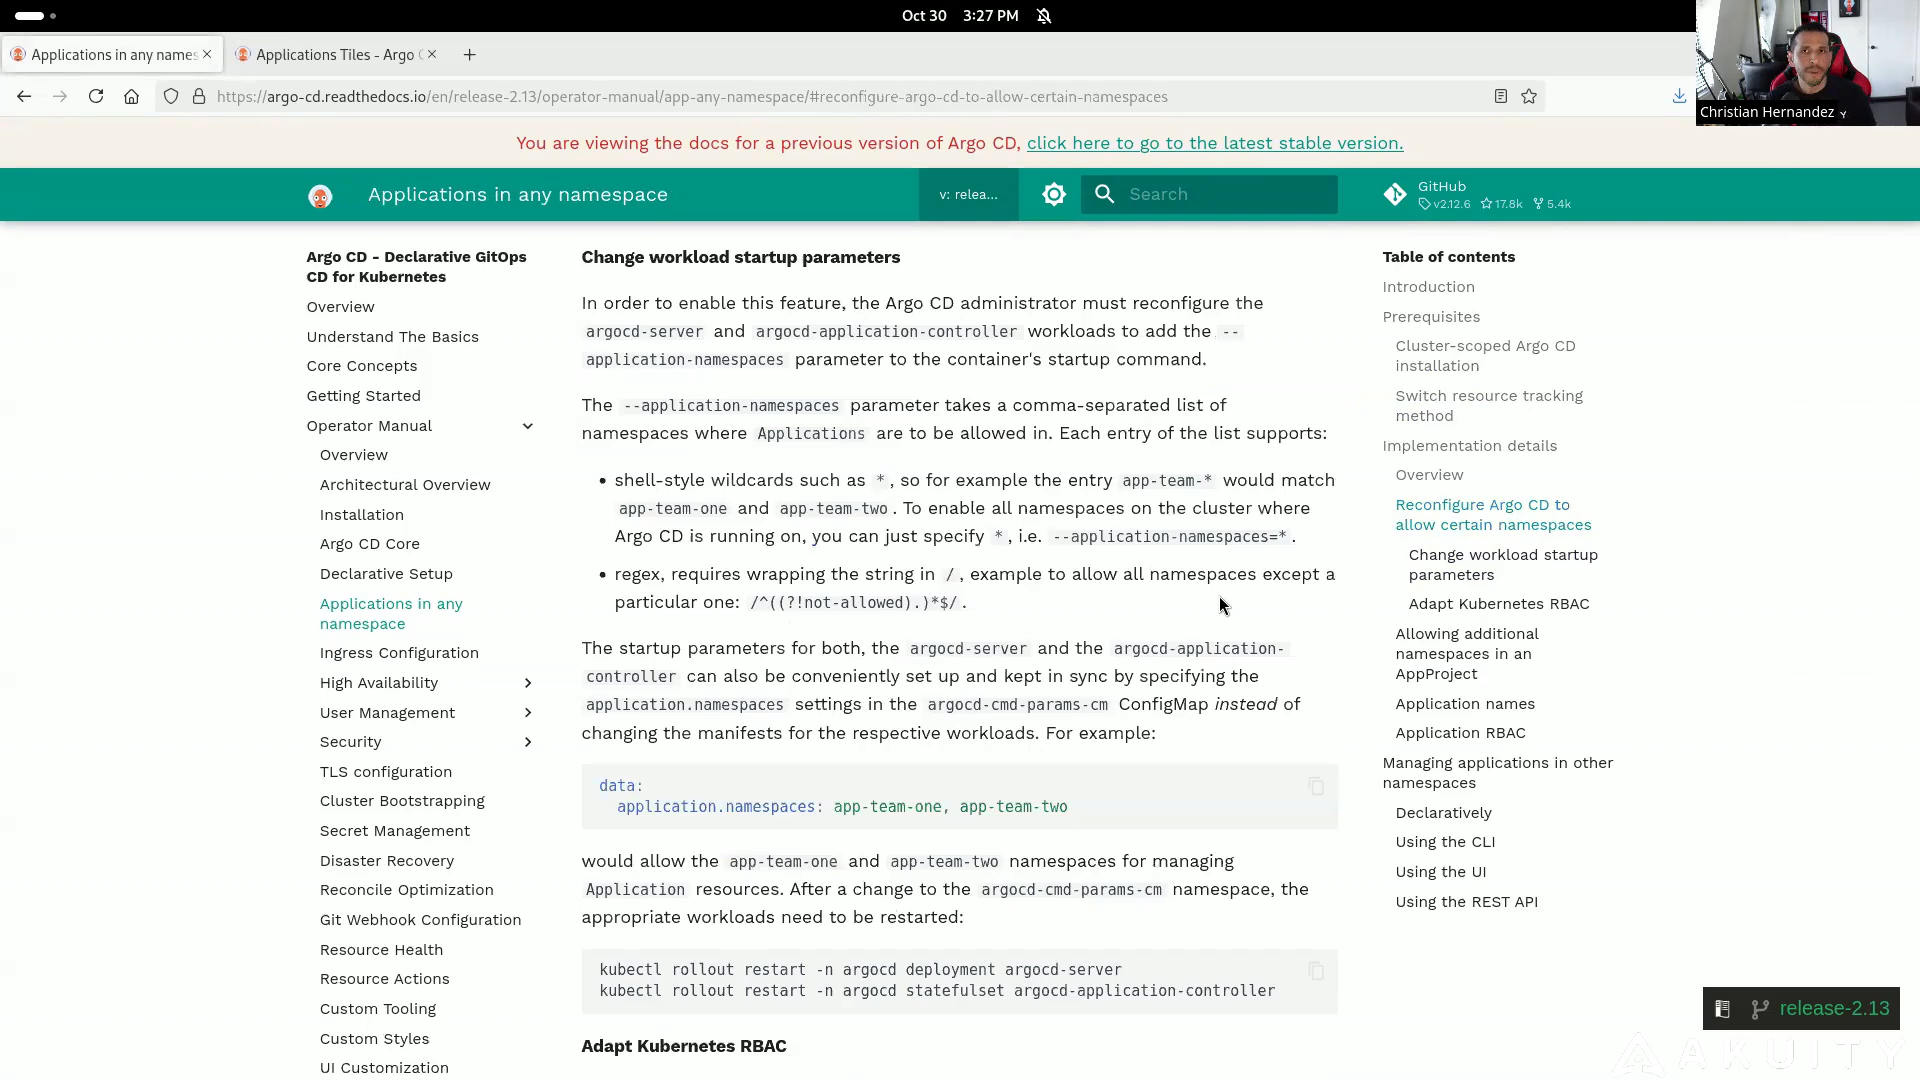 Oct 30 3:27 PM
Applications in any names
Applications Tiles - Argo
https://argo-cd.readthedocs.io/en/release-2.13/operator-manual/app-any-namespace/#reconfigure-argo-cd-to-allow-certain-namespaces
Christian Hernandez
You are viewing the docs for a previous version of Argo CD, click here to go to the latest stable version.
Applications in any namespace
v: relea...
Search
GitHub
v2.12.6 17.8k 5.4k
Argo CD - Declarative GitOps
CD for Kubernetes
Overview
Understand The Basics
Core Concepts
Getting Started
Operator Manual
Overview
Architectural Overview
Installation
Argo CD Core
Declarative Setup
Applications in any
namespace
Ingress Configuration
High Availability
User Management
Security
TLS configuration
Cluster Bootstrapping
Secret Management
Disaster Recovery
Reconcile Optimization
Git Webhook Configuration
Resource Health
Resource Actions
Custom Tooling
Custom Styles
UI Customization
Change workload startup parameters
In order to enable this feature, the Argo CD administrator must reconfigure the
argocd-server and argocd-application-controller workloads to add the --
application-namespaces parameter to the container's startup command.
The --application-namespaces parameter takes a comma-separated list of
namespaces where Applications are to be allowed in. Each entry of the list supports:
• shell-style wildcards such as *, so for example the entry app-team-* would match
app-team-one and app-team-two. To enable all namespaces on the cluster where
Argo CD is running on, you can just specify *, i.e. --application-namespaces=*.
• regex, requires wrapping the string in /, example to allow all namespaces except a
particular one: /^((?!not-allowed).)*$/.
The startup parameters for both, the argocd-server and the argocd-application-
controller can also be conveniently set up and kept in sync by specifying the
application.namespaces settings in the argocd-cmd-params-cm ConfigMap instead of
changing the manifests for the respective workloads. For example:
data:
application.namespaces: app-team-one, app-team-two
would allow the app-team-one and app-team-two namespaces for managing
Application resources. After a change to the argocd-cmd-params-cm namespace, the
appropriate workloads need to be restarted:
kubectl rollout restart -n argocd deployment argocd-server
kubectl rollout restart -n argocd statefulset argocd-application-controller
Adapt Kubernetes RBAC
Table of contents
Introduction
Prerequisites
Cluster-scoped Argo CD
installation
Switch resource tracking
method
Implementation details
Overview
Reconfigure Argo CD to
allow certain namespaces
Change workload startup
parameters
Adapt Kubernetes RBAC
Allowing additional
namespaces in an
AppProject
Application names
Application RBAC
Managing applications in other
namespaces
Declaratively
Using the CLI
Using the UI
Using the REST API
release-2.13
AKUITY